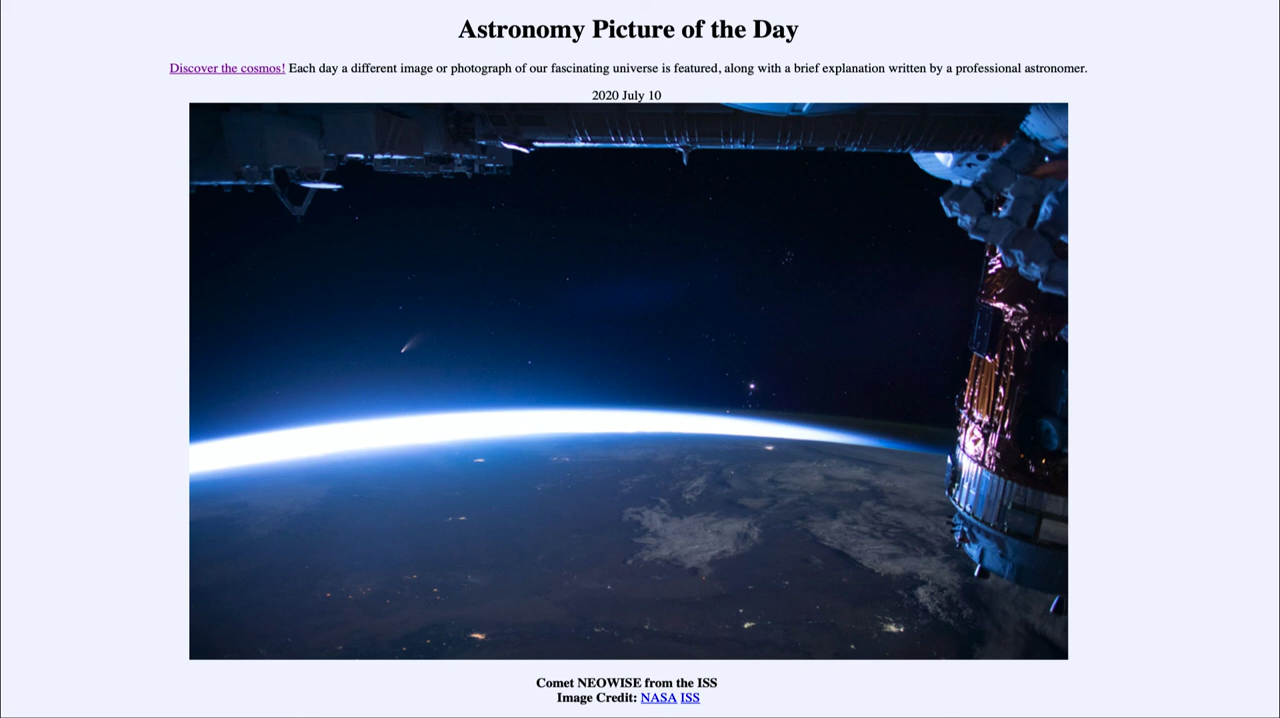 Astronomy Picture of the Day
Discover the cosmos! Each day a different image or photograph of our fascinating universe is featured, along with a brief explanation written by a professional astronomer.
2020 July 10
Comet NEOWISE from the ISS
Image Credit: NASA ISS